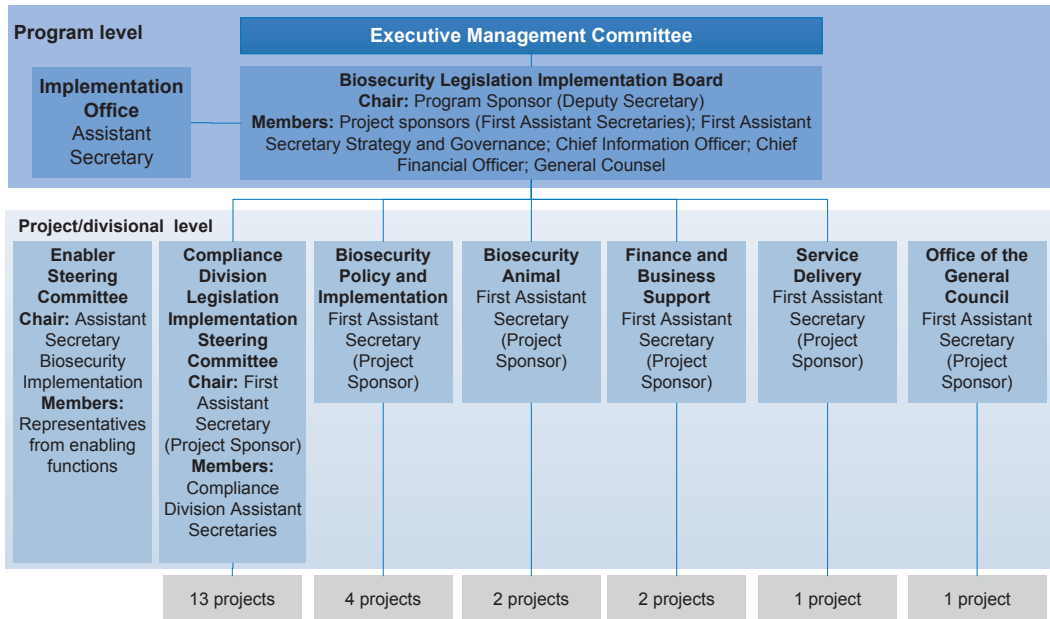 Program level
Executive Management Committee
Implementation
Office
Assistant
Secretary
Biosecurity Legislation Implementation Board
Chair: Program Sponsor (Deputy Secretary)
Members: Project sponsors (First Assistant Secretaries); First Assistant
Secretary Strategy and Governance; Chief Information Officer; Chief
Financial Officer; General Counsel
Project/divisional level
Enabler
Steering
Committee
Chair: Assistant
Secretary
Biosecurity
Implementation
Members:
Representatives
from enabling
functions
Compliance
Division
Legislation
Implementation
Steering
Committee
Chair: First
Assistant
Secretary
(Project Sponsor)
Members:
Compliance
Division Assistant
Secretaries
Biosecurity
Policy and
Implementation
First Assistant
Secretary
(Project
Sponsor)
Biosecurity
Animal
First Assistant
Secretary
(Project
Sponsor)
Finance and
Business
Support
First Assistant
Secretary
(Project
Sponsor)
Service
Delivery
First Assistant
Secretary
(Project
Sponsor)
Office of the
General
Council
First Assistant
Secretary
(Project
Sponsor)
13 projects
4 projects
2 projects
2 projects
1 project
1 project